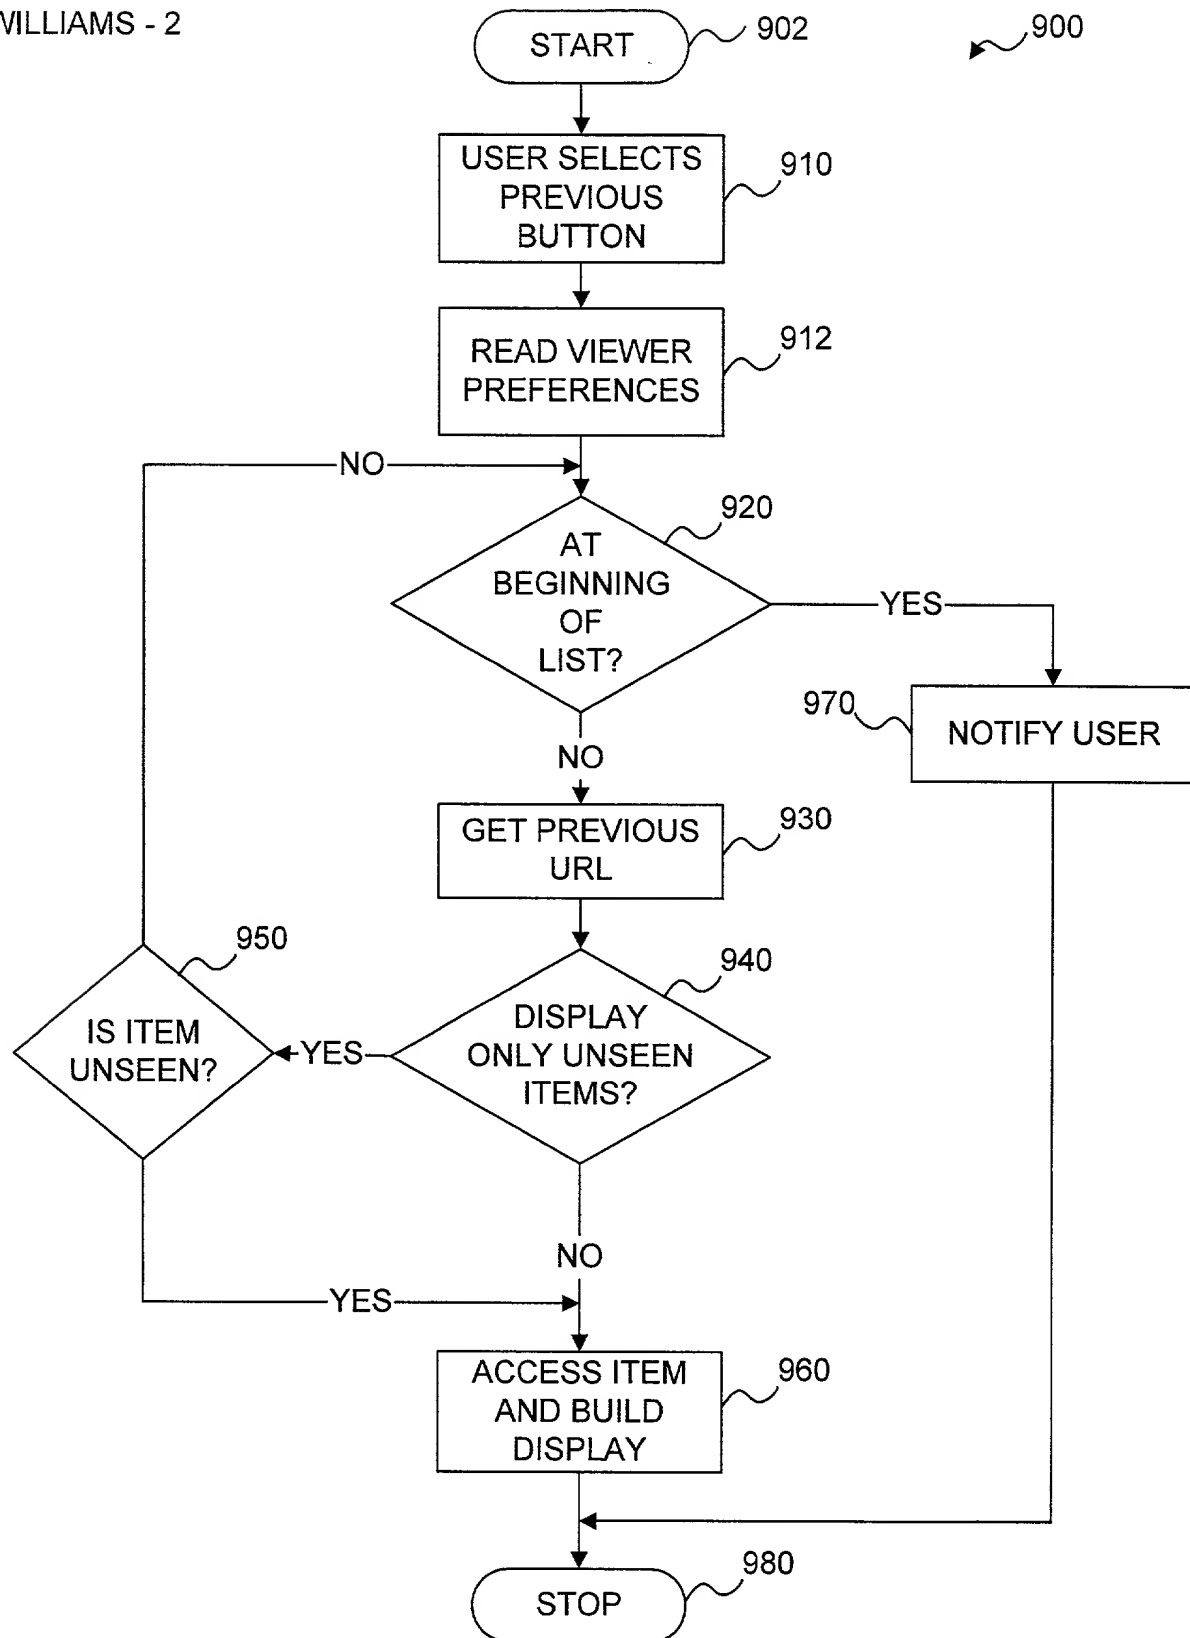 WILLIAMS - 2
START
902
900
USER SELECTS
PREVIOUS
BUTTON
910
READ VIEWER
PREFERENCES
912
NO
920
AT
BEGINNING
OF
LIST?
YES
970
NOTIFY USER
NO
GET PREVIOUS
URL
930
950
940
IS ITEM
UNSEEN?
YES
DISPLAY
ONLY UNSEEN
ITEMS?
NO
YES
ACCESS ITEM
AND BUILD
DISPLAY
960
STOP
980